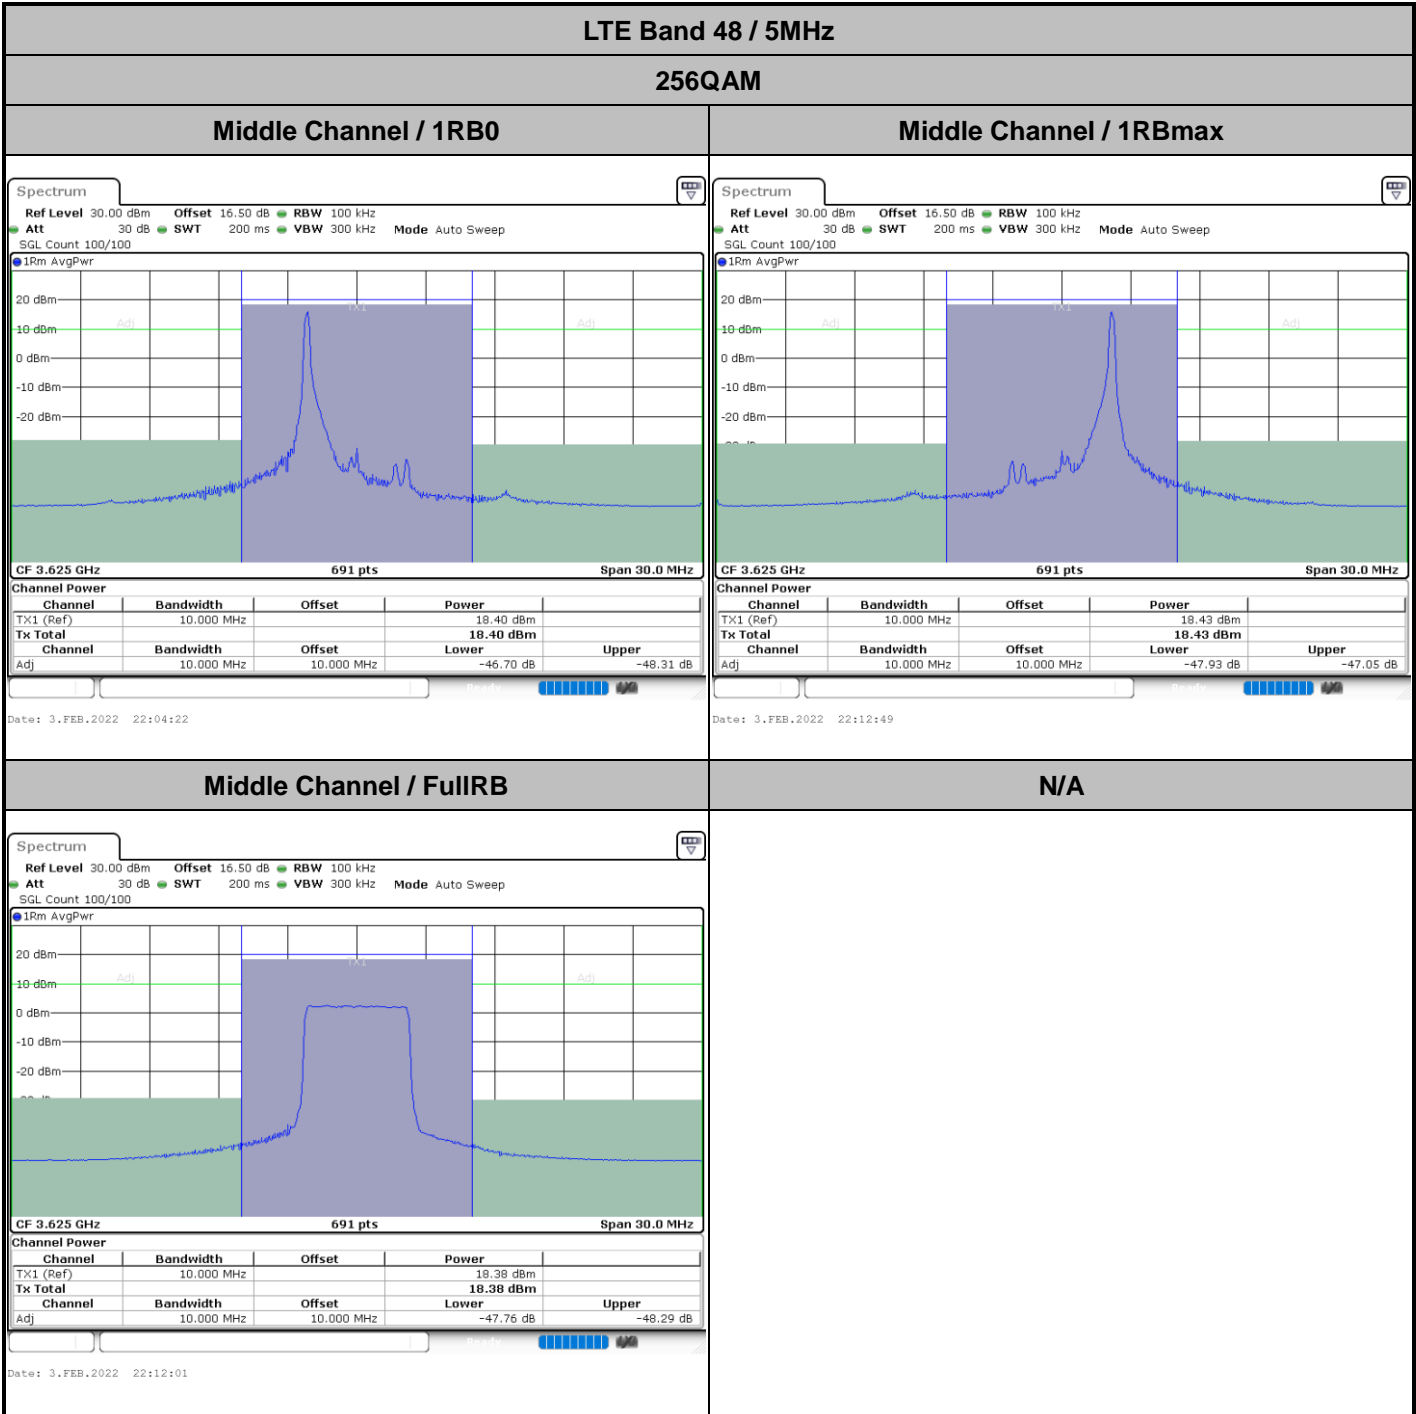 LTE Band 48 / 5MHz
256QAM
Middle Channel / 1RB0
Middle Channel / 1RBmax
Spectrum
Ref Level 30.00 dBm Offset 16.50 dB RBW 100 kHz
Att 30 dB SWT 200 ms VBW 300 kHz Mode Auto Sweep
SGL Count 100/100
1Rm AvgPwr
TX1
20 dBm
Adj
Adj
10 dBm
0 dBm
-10 dBm
-20 dBm
CF 3.625 GHz 691 pts Span 30.0 MHz
Channel Power
Channel Bandwidth Offset Power
TX1 (Ref) 10.000 MHz 18.40 dBm
Tx Total 18.40 dBm
Channel Bandwidth Offset Lower Upper
Adj 10.000 MHz 10.000 MHz -46.70 dB -48.31 dB
Ready
Date: 3.FEB.2022 22:04:22
Spectrum
Ref Level 30.00 dBm Offset 16.50 dB RBW 100 kHz
Att 30 dB SWT 200 ms VBW 300 kHz Mode Auto Sweep
SGL Count 100/100
1Rm AvgPwr
TX1
20 dBm
Adj
Adj
10 dBm
0 dBm
-10 dBm
-20 dBm
CF 3.625 GHz 691 pts Span 30.0 MHz
Channel Power
Channel Bandwidth Offset Power
TX1 (Ref) 10.000 MHz 18.43 dBm
Tx Total 18.43 dBm
Channel Bandwidth Offset Lower Upper
Adj 10.000 MHz 10.000 MHz -47.93 dB -47.05 dB
Ready
Date: 3.FEB.2022 22:12:49
Middle Channel / FullRB
N/A
Spectrum
Ref Level 30.00 dBm Offset 16.50 dB RBW 100 kHz
Att 30 dB SWT 200 ms VBW 300 kHz Mode Auto Sweep
SGL Count 100/100
1Rm AvgPwr
TX1
20 dBm
Adj
Adj
10 dBm
0 dBm
-10 dBm
-20 dBm
CF 3.625 GHz 691 pts Span 30.0 MHz
Channel Power
Channel Bandwidth Offset Power
TX1 (Ref) 10.000 MHz 18.38 dBm
Tx Total 18.38 dBm
Channel Bandwidth Offset Lower Upper
Adj 10.000 MHz 10.000 MHz -47.76 dB -48.29 dB
Ready
Date: 3.FEB.2022 22:12:01